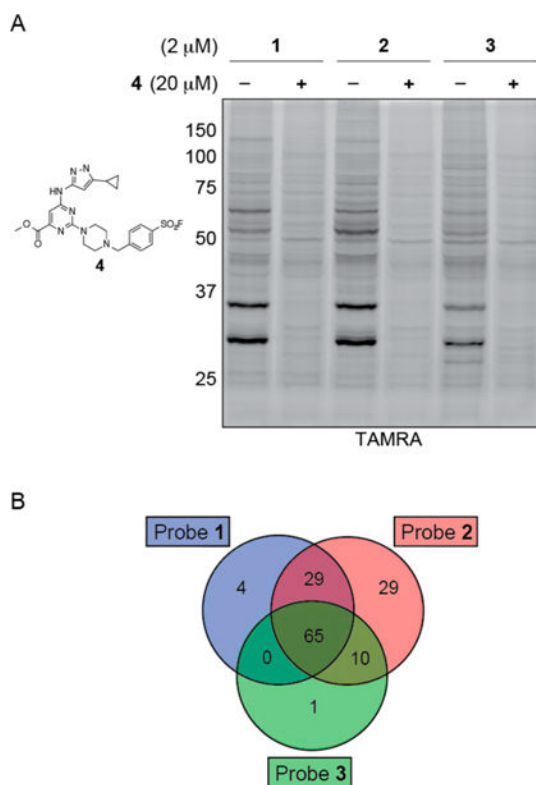 A
(2 μM) 1 2 3
4 (20 μM) – + – + – +
150
100
75
50
37
25
N N
HN
N
O
O
N
N
N
SO₂F
4
TAMRA
B
Probe 1
Probe 2
4
29
29
65
0
10
1
Probe 3